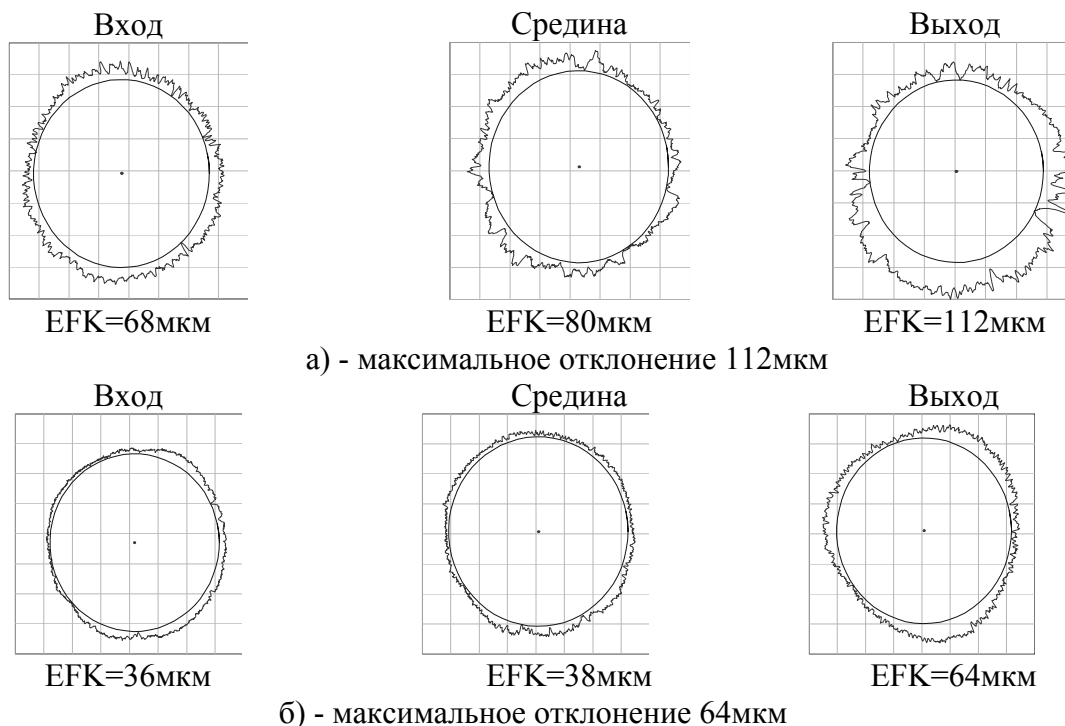 Вход Средина Выход
EFK=68мкм EFK=80мкм EFK=112мкм
а) - максимальное отклонение 112мкм
Вход Средина Выход
EFK=36мкм EFK=38мкм EFK=64мкм
б) - максимальное отклонение 64мкм